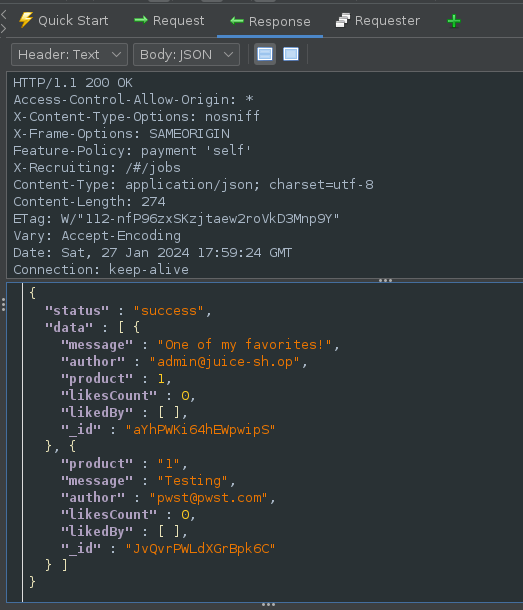 Quick Start Request Response Requester
Header: Text Body: JSON
HTTP/1.1 200 OK
Access-Control-Allow-Origin: *
X-Content-Type-Options: nosniff
X-Frame-Options: SAMEORIGIN
Feature-Policy: payment 'self'
X-Recruiting: /#/jobs
Content-Type: application/json; charset=utf-8
Content-Length: 274
ETag: W/"112-nfP96zxSKzjtaew2roVkD3Mnp9Y"
Vary: Accept-Encoding
Date: Sat, 27 Jan 2024 17:59:24 GMT
Connection: keep-alive
{
"status" : "success",
"data" : [ {
"message" : "One of my favorites!",
"author" : "admin@juice-sh.op",
"product" : 1,
"likesCount" : 0,
"likedBy" : [ ],
"_id" : "aYhPWKi64hEWpwipS"
}, {
"product" : "1",
"message" : "Testing",
"author" : "pwst@pwst.com",
"likesCount" : 0,
"likedBy" : [ ],
"_id" : "JvQvrPWLdXGrBpk6C"
} ]
}